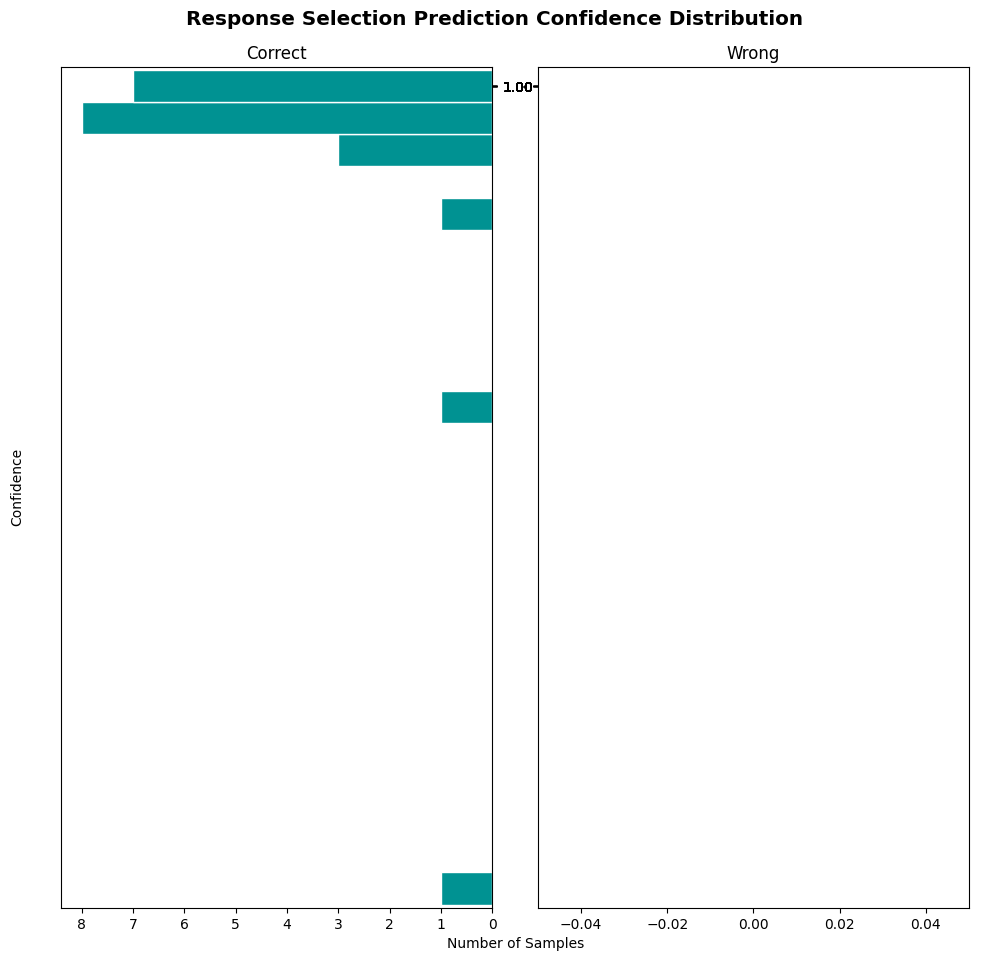 Response Selection Prediction Confidence Distribution
Correct
Wrong
1.00
Confidence
8 7 6 5 4 3 2 1 0
−0.04 −0.02 0.00 0.02 0.04
Number of Samples